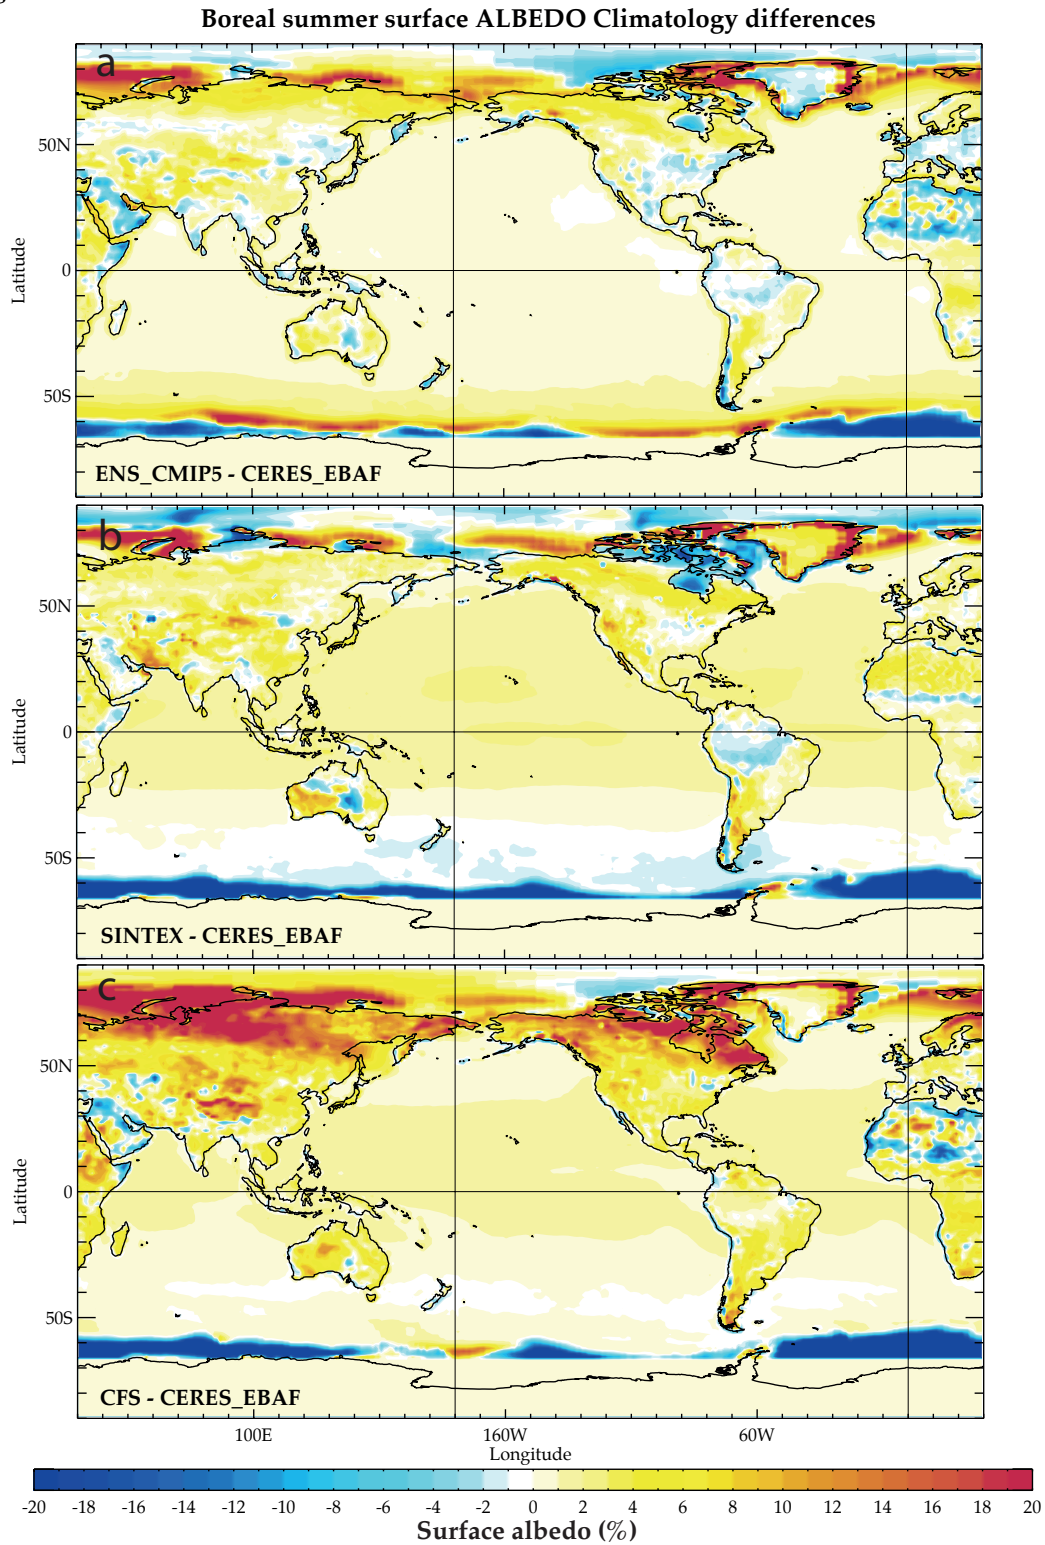 Boreal summer surface ALBEDO Climatology differences
a
50N
0
50S
Latitude
ENS_CMIP5 - CERES_EBAF
b
50N
0
50S
Latitude
SINTEX - CERES_EBAF
c
50N
0
50S
Latitude
CFS - CERES_EBAF
100E 160W 60W
Longitude
-20 -18 -16 -14 -12 -10 -8 -6 -4 -2 0 2 4 6 8 10 12 14 16 18 20
Surface albedo (%)